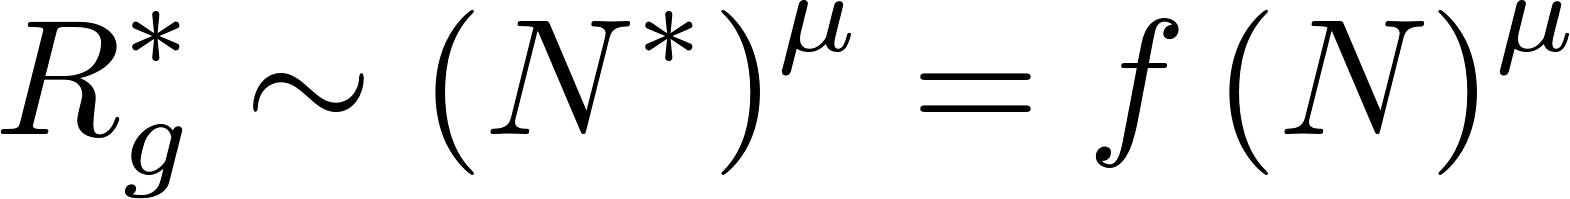 $R_g^* \sim (N^*)^\mu = f(N)^\mu$